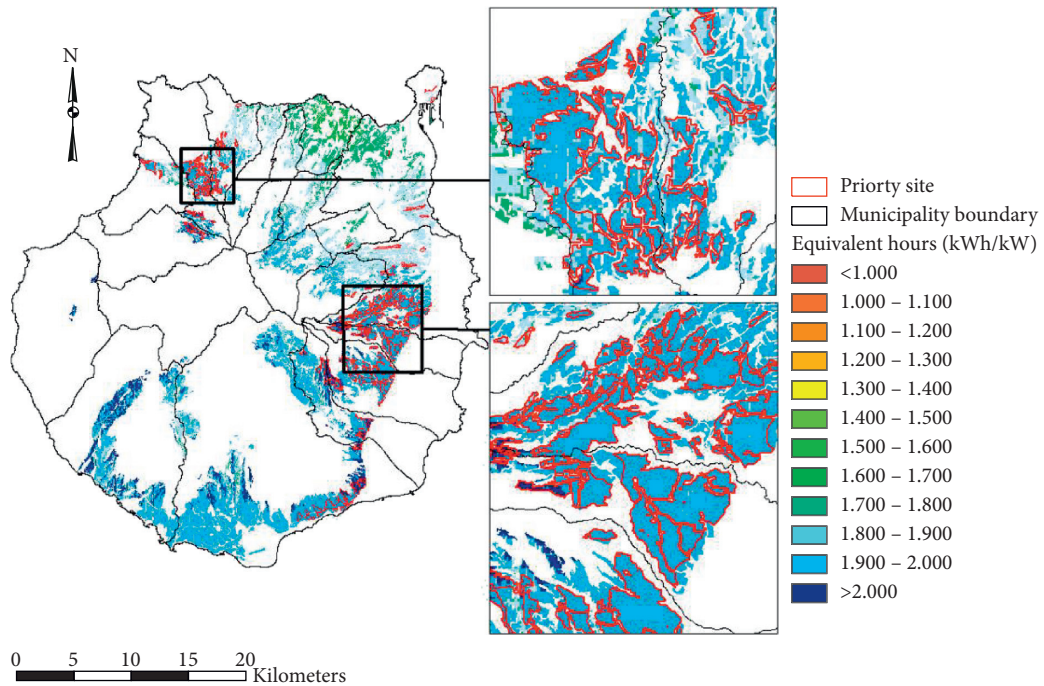 N
Priorty site
Municipality boundary
Equivalent hours (kWh/kW)
<1.000
1.000 – 1.100
1.100 – 1.200
1.200 – 1.300
1.300 – 1.400
1.400 – 1.500
1.500 – 1.600
1.600 – 1.700
1.700 – 1.800
1.800 – 1.900
1.900 – 2.000
>2.000
0 5 10 15 20
Kilometers